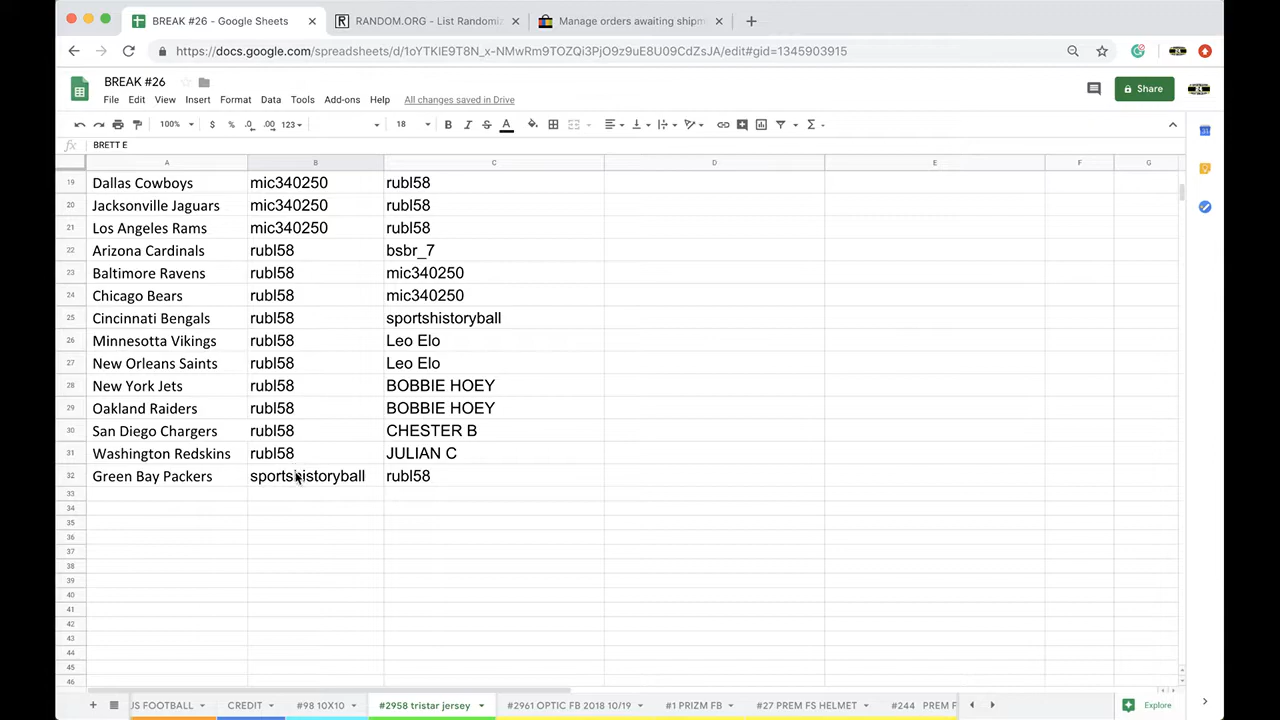 BREAK #26 - Google Sheets RANDOM.ORG - List Randomiz Manage orders awaiting shipm
https://docs.google.com/spreadsheets/d/1oYTKIE9T8N_x-NMwRm9TOZQi3PjO9z9uE8U09CdZsJA/edit#gid=1345903915
BREAK #26
File Edit View Insert Format Data Tools Add-ons Help All changes saved in Drive
Share
100% $ % .0 .00 123 18 B I S A
fx BRETT E
A B C D E F G
19 Dallas Cowboys mic340250 rubl58
20 Jacksonville Jaguars mic340250 rubl58
21 Los Angeles Rams mic340250 rubl58
22 Arizona Cardinals rubl58 bsbr_7
23 Baltimore Ravens rubl58 mic340250
24 Chicago Bears rubl58 mic340250
25 Cincinnati Bengals rubl58 sportshistoryball
26 Minnesota Vikings rubl58 Leo Elo
27 New Orleans Saints rubl58 Leo Elo
28 New York Jets rubl58 BOBBIE HOEY
29 Oakland Raiders rubl58 BOBBIE HOEY
30 San Diego Chargers rubl58 CHESTER B
31 Washington Redskins rubl58 JULIAN C
32 Green Bay Packers sportshistoryball rubl58
33
34
35
36
37
38
39
40
41
42
43
44
45
46
JS FOOTBALL CREDIT #98 10X10 #2958 tristar jersey #2961 OPTIC FB 2018 10/19 #1 PRIZM FB #27 PREM FS HELMET #244 PREM F Explore